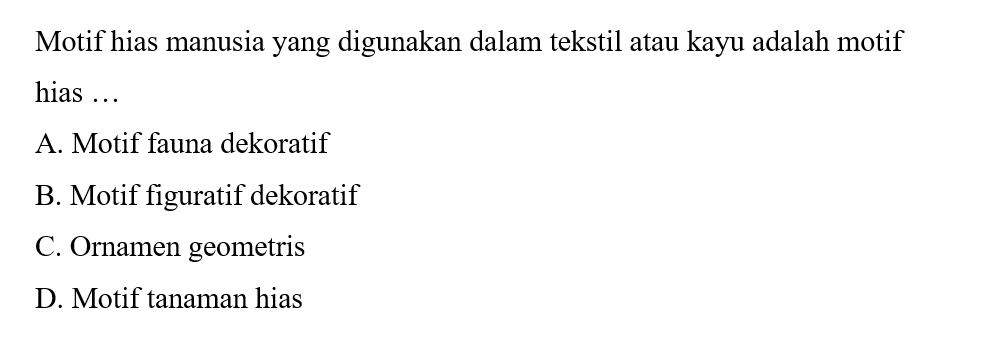 Motif hias manusia yang digunakan dalam tekstil atau kayu adalah motif
hias …
A. Motif fauna dekoratif
B. Motif figuratif dekoratif
C. Ornamen geometris
D. Motif tanaman hias